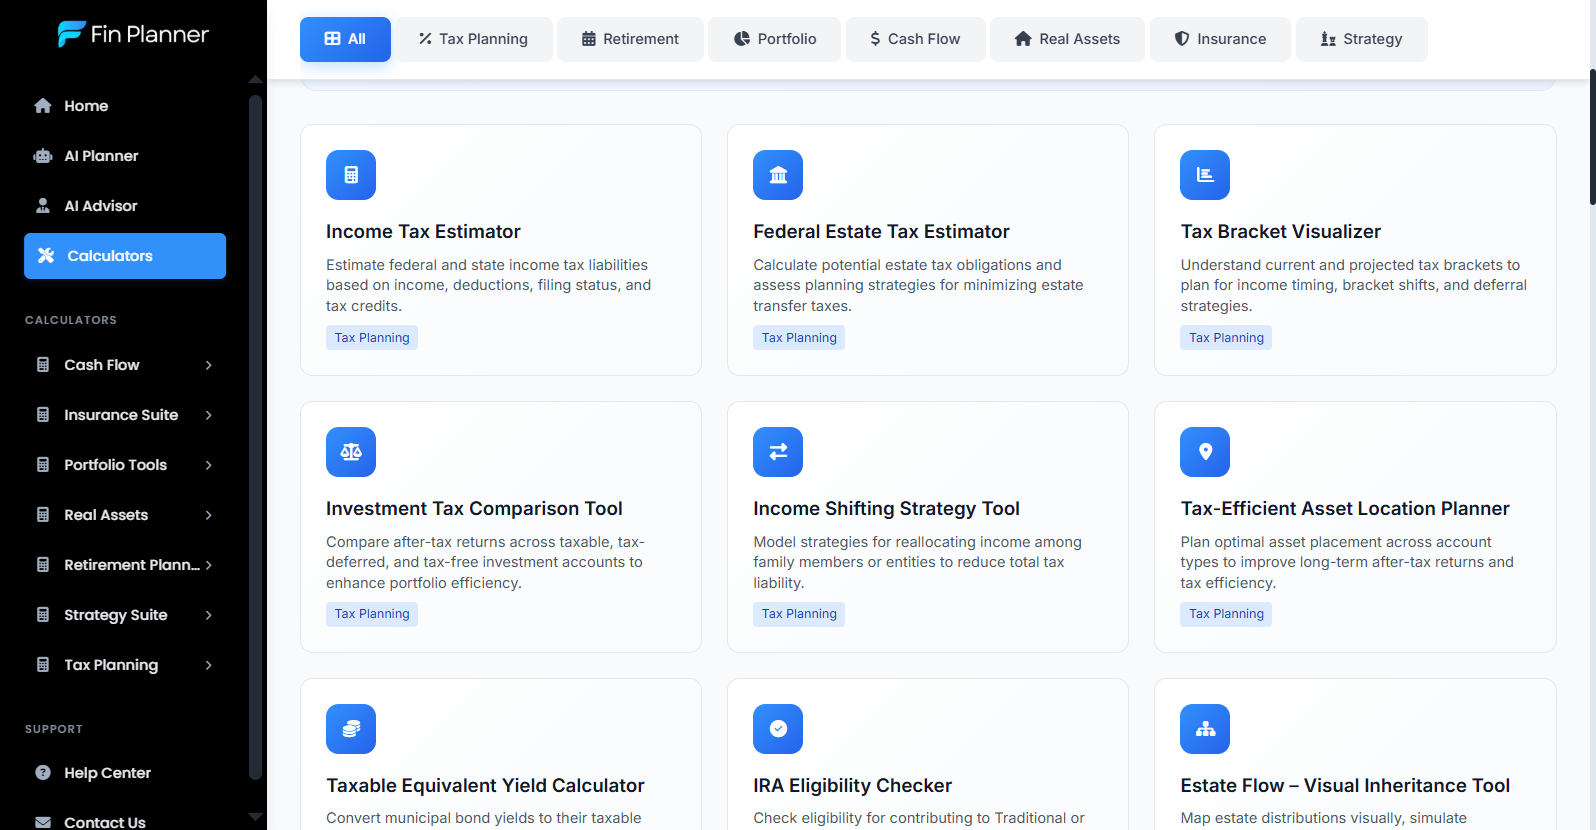 Fin Planner
Home
AI Planner
AI Advisor
Calculators
CALCULATORS
Cash Flow
Insurance Suite
Portfolio Tools
Real Assets
Retirement Plann...
Strategy Suite
Tax Planning
SUPPORT
Help Center
Contact Us
All
Tax Planning
Retirement
Portfolio
Cash Flow
Real Assets
Insurance
Strategy
Income Tax Estimator
Estimate federal and state income tax liabilities
based on income, deductions, filing status, and
tax credits.
Tax Planning
Federal Estate Tax Estimator
Calculate potential estate tax obligations and
assess planning strategies for minimizing estate
transfer taxes.
Tax Planning
Tax Bracket Visualizer
Understand current and projected tax brackets to
plan for income timing, bracket shifts, and deferral
strategies.
Tax Planning
Investment Tax Comparison Tool
Compare after-tax returns across taxable, tax-
deferred, and tax-free investment accounts to
enhance portfolio efficiency.
Tax Planning
Income Shifting Strategy Tool
Model strategies for reallocating income among
family members or entities to reduce total tax
liability.
Tax Planning
Tax-Efficient Asset Location Planner
Plan optimal asset placement across account
types to improve long-term after-tax returns and
tax efficiency.
Tax Planning
Taxable Equivalent Yield Calculator
Convert municipal bond yields to their taxable
IRA Eligibility Checker
Check eligibility for contributing to Traditional or
Estate Flow – Visual Inheritance Tool
Map estate distributions visually, simulate